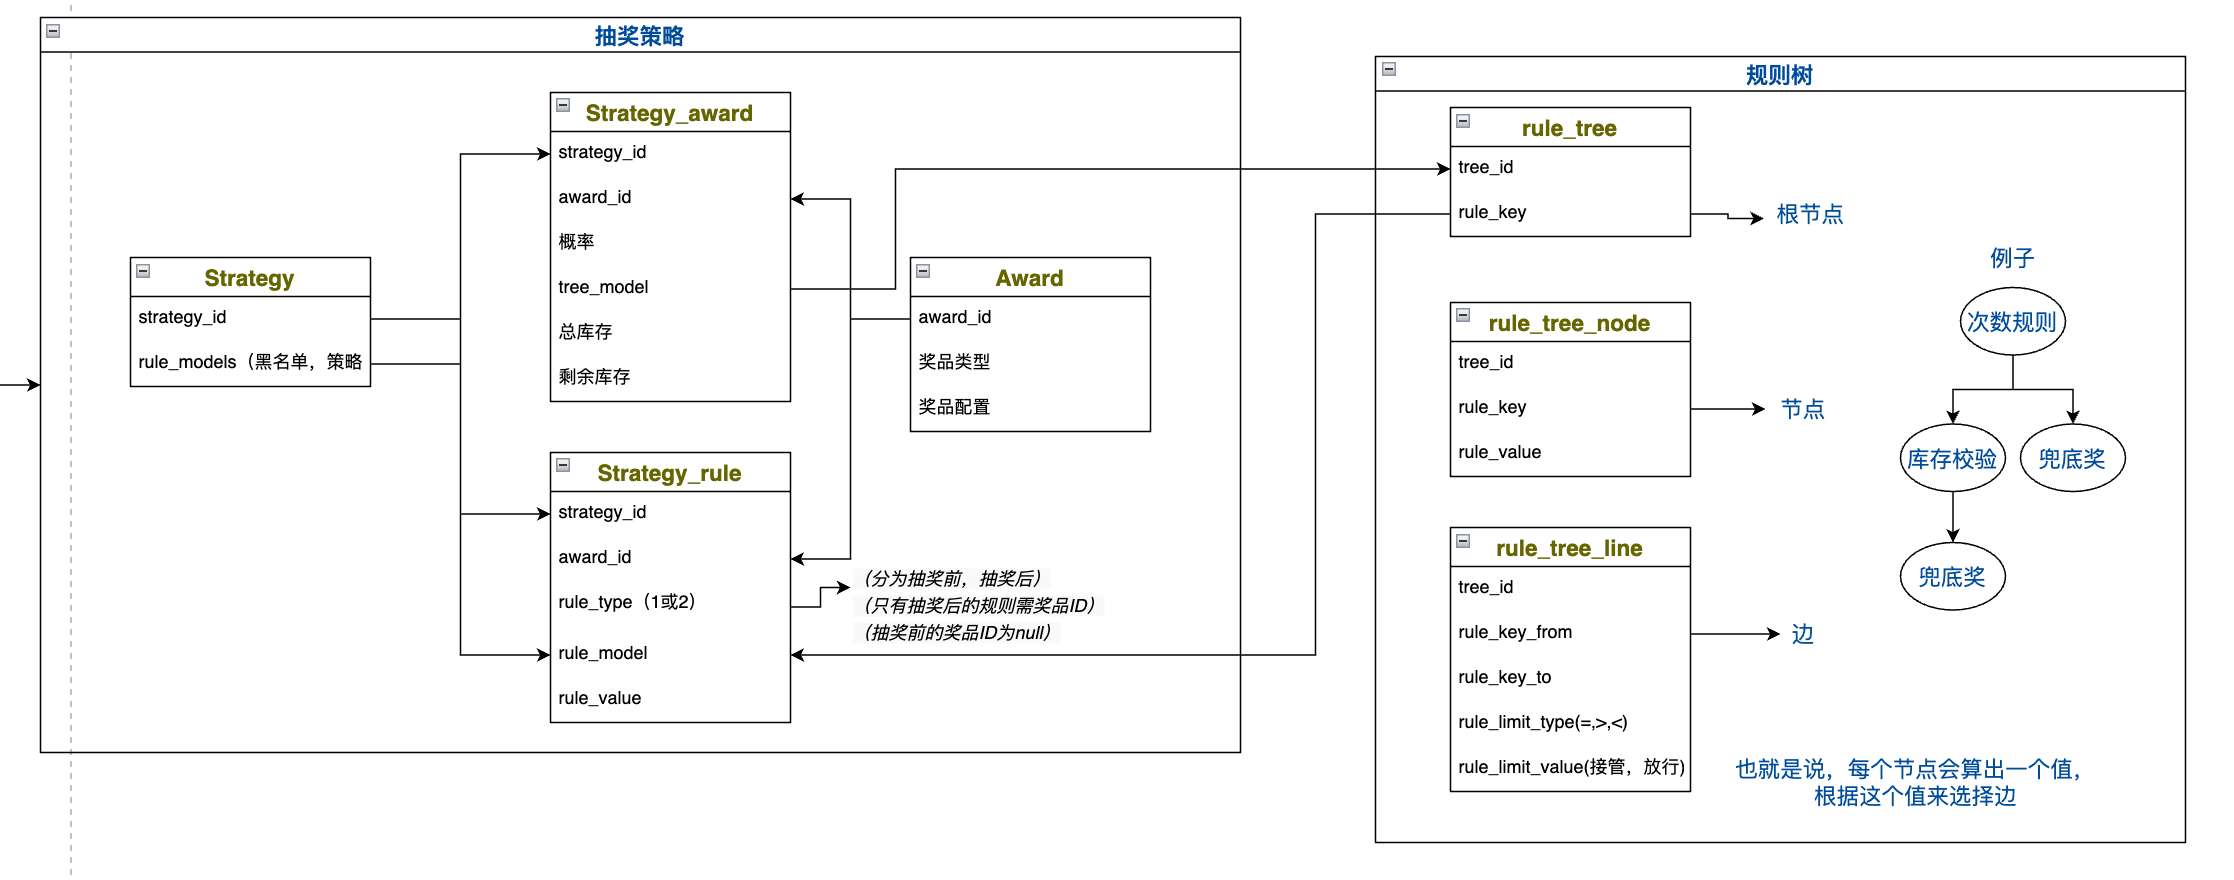 抽奖策略
Strategy
strategy_id
rule_models（黑名单，策略
Strategy_award
strategy_id
award_id
概率
tree_model
总库存
剩余库存
Award
award_id
奖品类型
奖品配置
Strategy_rule
strategy_id
award_id
rule_type（1或2）
rule_model
rule_value
（分为抽奖前，抽奖后）
（只有抽奖后的规则需奖品ID）
（抽奖前的奖品ID为null）
规则树
rule_tree
tree_id
rule_key
根节点
rule_tree_node
tree_id
rule_key
rule_value
节点
rule_tree_line
tree_id
rule_key_from
rule_key_to
rule_limit_type(=,>,<)
rule_limit_value(接管，放行)
边
例子
次数规则
库存校验
兜底奖
兜底奖
也就是说，每个节点会算出一个值，
根据这个值来选择边